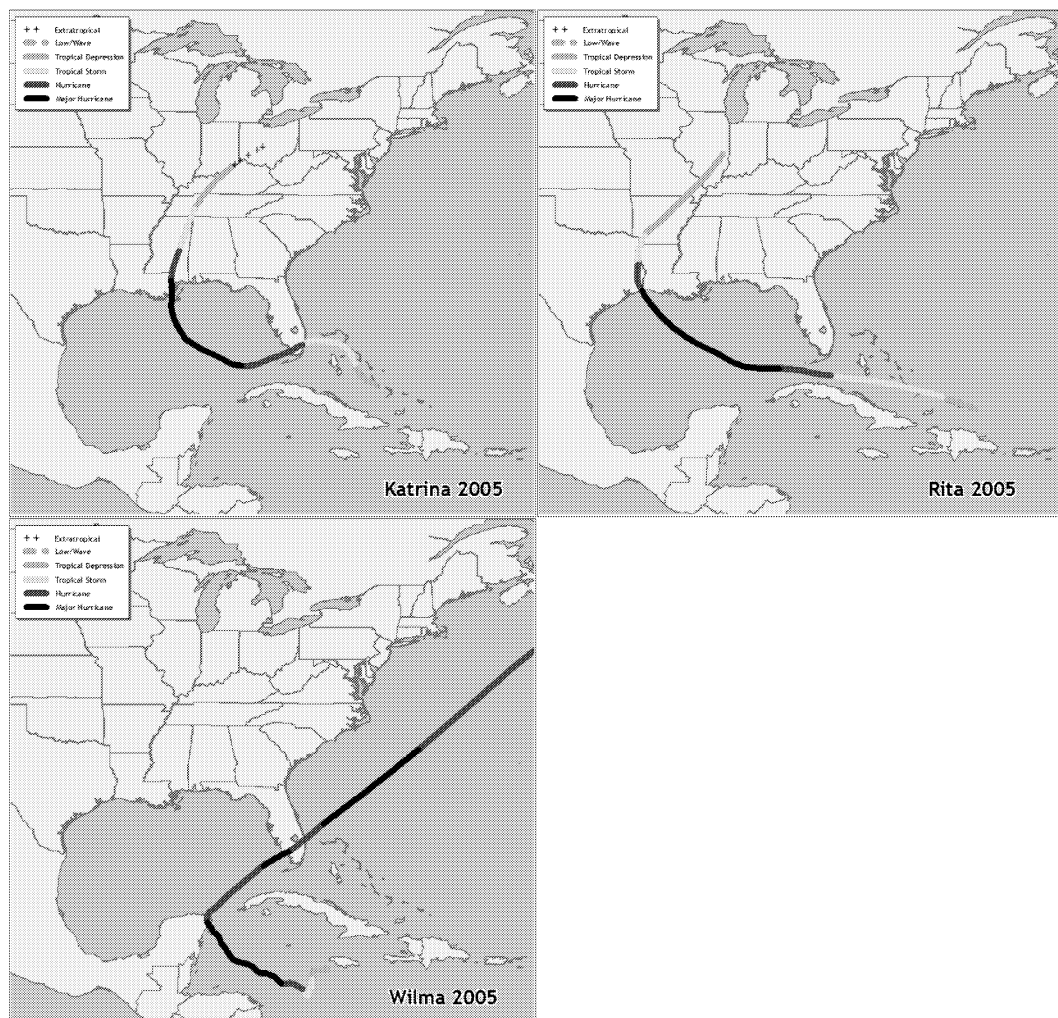 ++ Extratropical
Low/Wave
Tropical Depression
Tropical Storm
Hurricane
Major Hurricane
Katrina 2005
++ Extratropical
Low/Wave
Tropical Depression
Tropical Storm
Hurricane
Major Hurricane
Rita 2005
++ Extratropical
Low/Wave
Tropical Depression
Tropical Storm
Hurricane
Major Hurricane
Wilma 2005